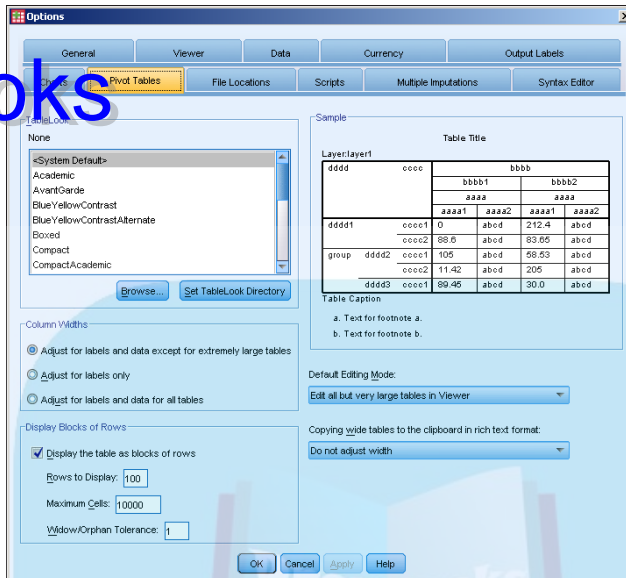 Options
General
Viewer
Data
Currency
Output Labels
Pivot Tables
File Locations
Scripts
Multiple Imputations
Syntax Editor
oks
TableLook
None
<System Default>
Academic
AvantGarde
BlueYellowContrast
BlueYellowContrastAlternate
Boxed
Compact
CompactAcademic
Browse...
Set TableLook Directory
Column Widths
Adjust for labels and data except for extremely large tables
Adjust for labels only
Adjust for labels and data for all tables
Display Blocks of Rows
Display the table as blocks of rows
Rows to Display: 100
Maximum Cells: 10000
Widow/Orphan Tolerance: 1
Sample
Table Title
Layer:layer1
dddd cccc bbbb
bbbb1 bbbb2
aaaa aaaa
aaaa1 aaaa2 aaaa1 aaaa2
dddd1 cccc1 0 abcd 212.4 abcd
cccc2 88.6 abcd 83.65 abcd
group dddd2 cccc1 105 abcd 58.53 abcd
cccc2 11.42 abcd 205 abcd
dddd3 cccc1 89.45 abcd 30.0 abcd
Table Caption
a. Text for footnote a.
b. Text for footnote b.
Default Editing Mode:
Edit all but very large tables in Viewer
Copying wide tables to the clipboard in rich text format:
Do not adjust width
OK
Cancel
Apply
Help